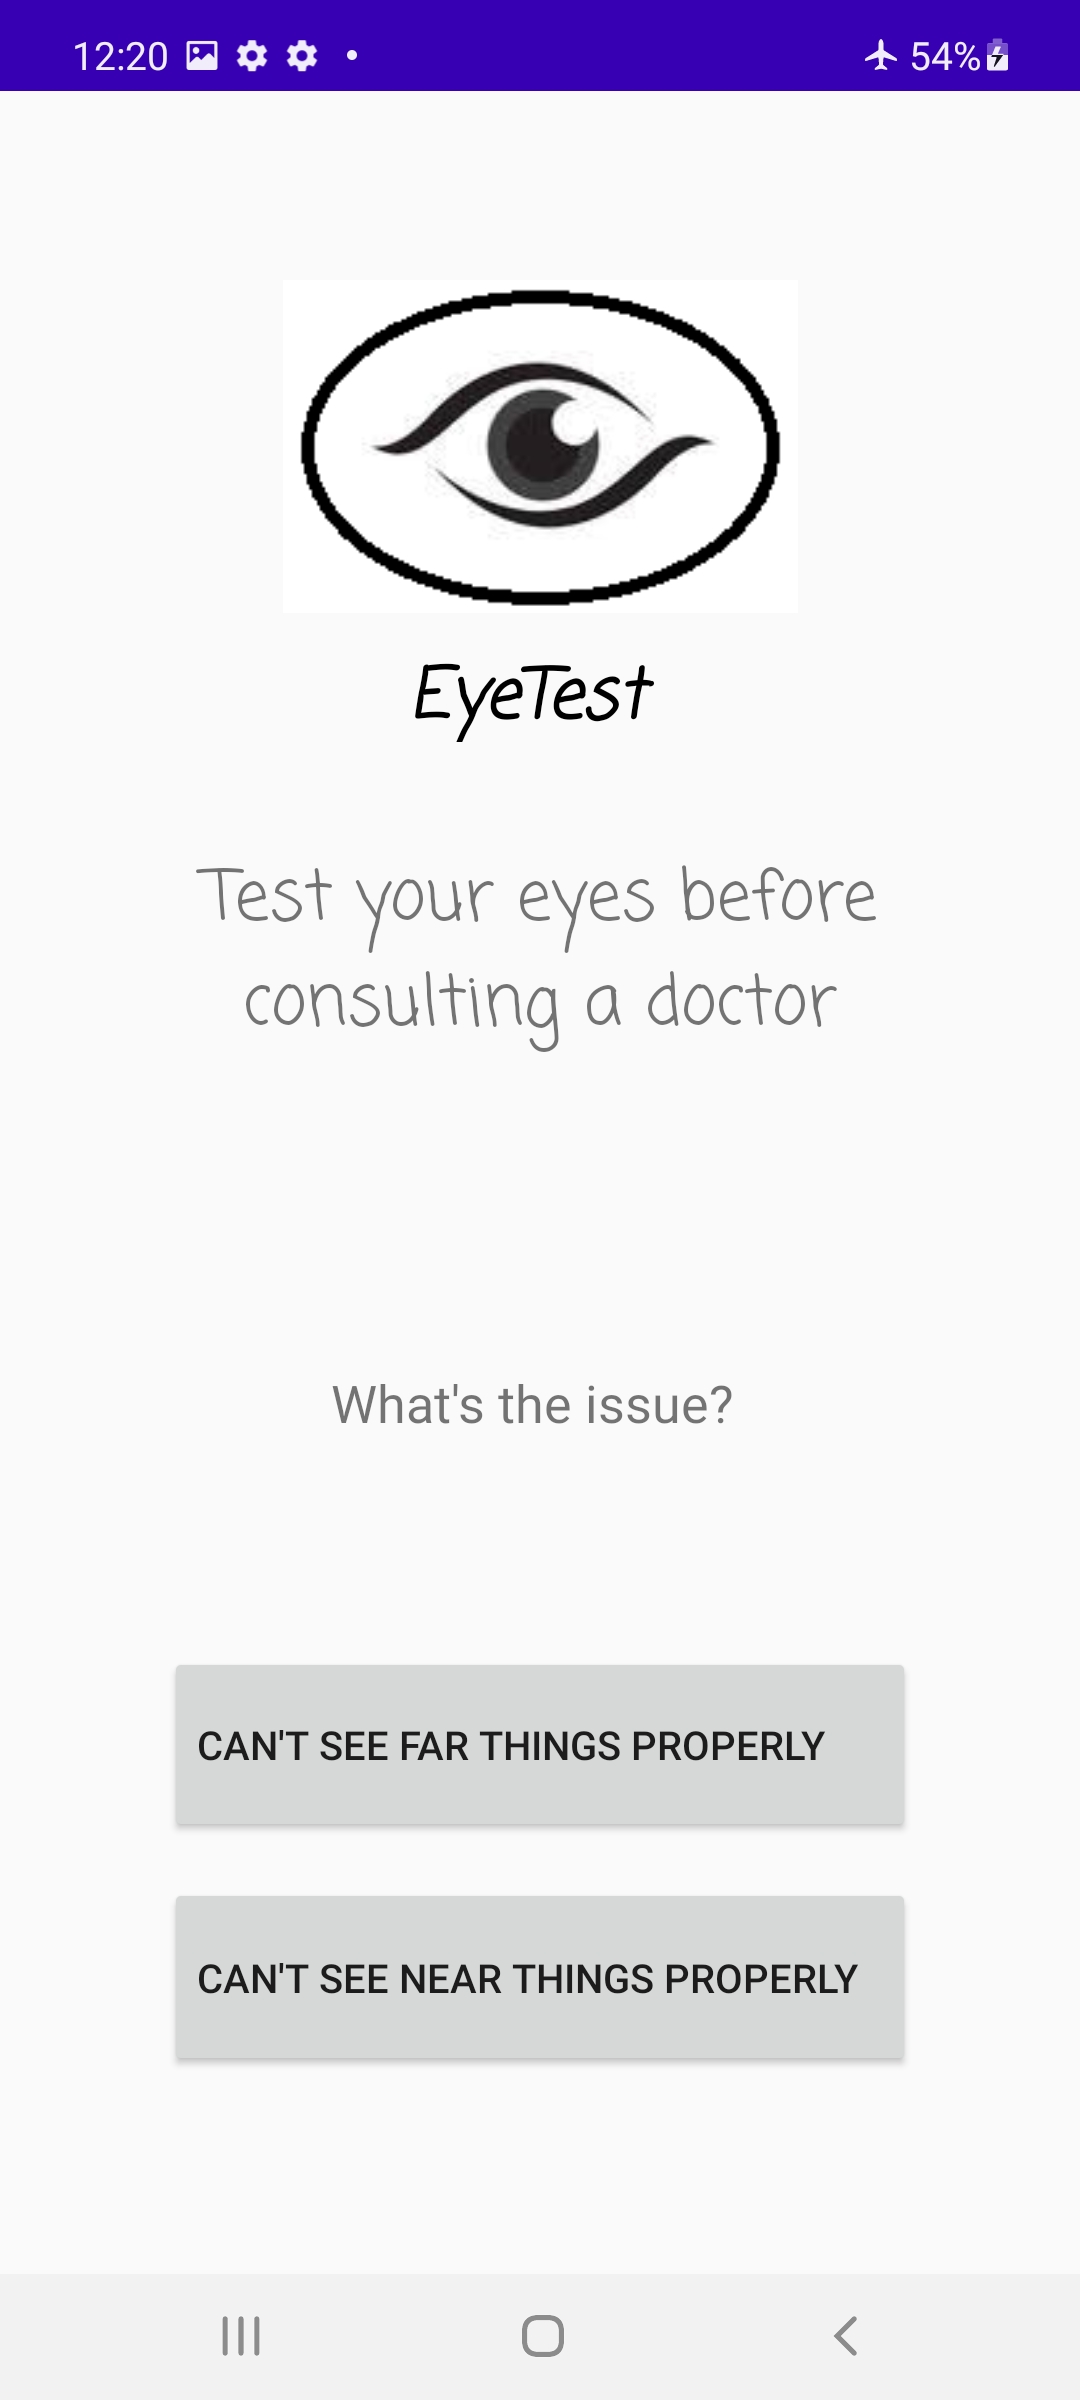 12:20 54%
EyeTest
Test your eyes before
consulting a doctor
What's the issue?
CAN'T SEE FAR THINGS PROPERLY
CAN'T SEE NEAR THINGS PROPERLY